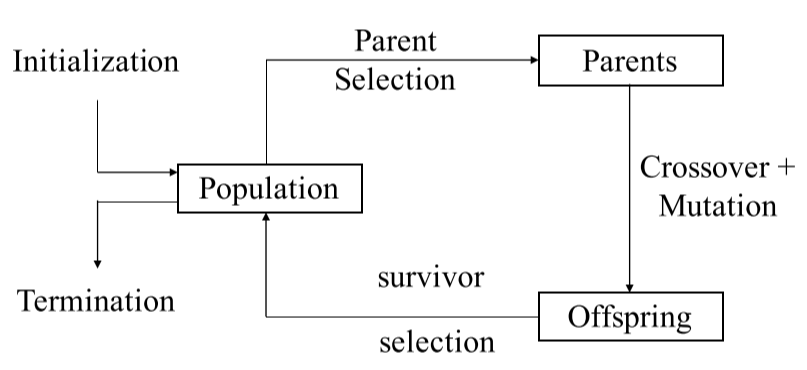 Initialization
Parent
Selection
Parents
Population
Crossover +
Mutation
Termination
survivor
selection
Offspring